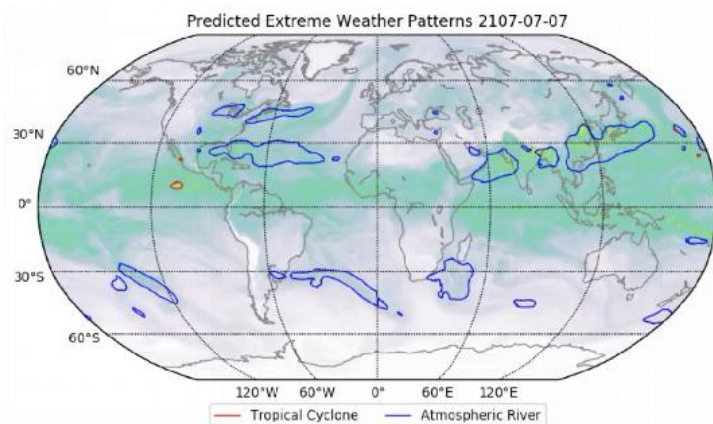 Predicted Extreme Weather Patterns 2107-07-07
60°N
30°N
0°
30°S
60°S
120°W 60°W 0° 60°E 120°E
Tropical Cyclone Atmospheric River